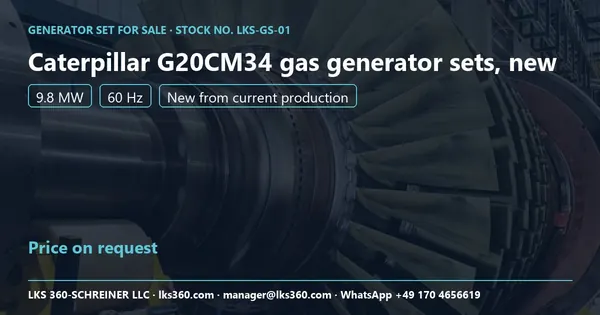 GENERATOR SET FOR SALE · STOCK NO. LKS-GS-01
Caterpillar G20CM34 gas generator sets, new
9.8 MW 60 Hz New from current production
Price on request
LKS 360-SCHREINER LLC · lks360.com · manager@lks360.com · WhatsApp +49 170 4656619